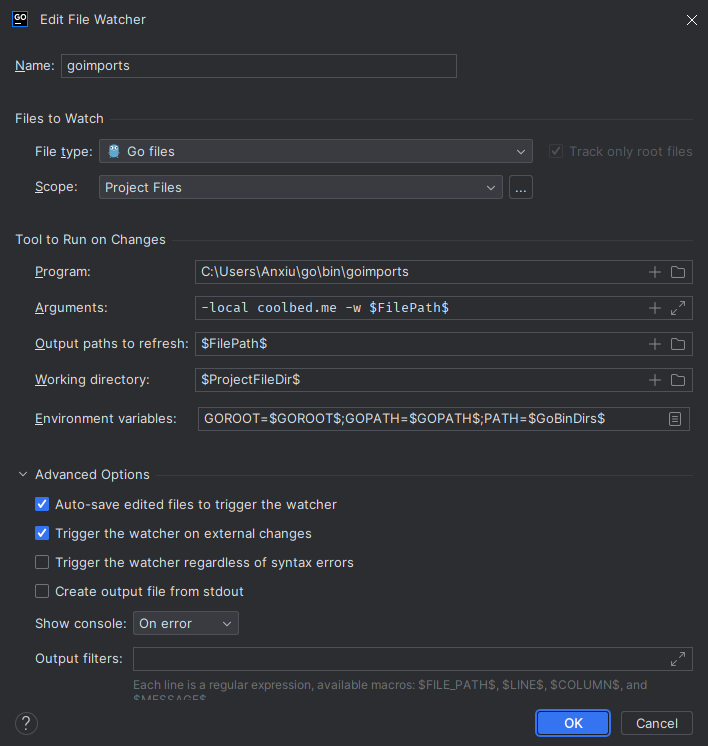 GO Edit File Watcher
Name: goimports
Files to Watch
File type: Go files Track only root files
Scope: Project Files ...
Tool to Run on Changes
Program: C:\Users\Anxiu\go\bin\goimports
Arguments: -local coolbed.me -w $FilePath$
Output paths to refresh: $FilePath$
Working directory: $ProjectFileDir$
Environment variables: GOROOT=$GOROOT$;GOPATH=$GOPATH$;PATH=$GoBinDirs$
Advanced Options
Auto-save edited files to trigger the watcher
Trigger the watcher on external changes
Trigger the watcher regardless of syntax errors
Create output file from stdout
Show console: On error
Output filters:
Each line is a regular expression, available macros: $FILE_PATH$, $LINE$, $COLUMN$, and
$MESSAGE$
? OK Cancel